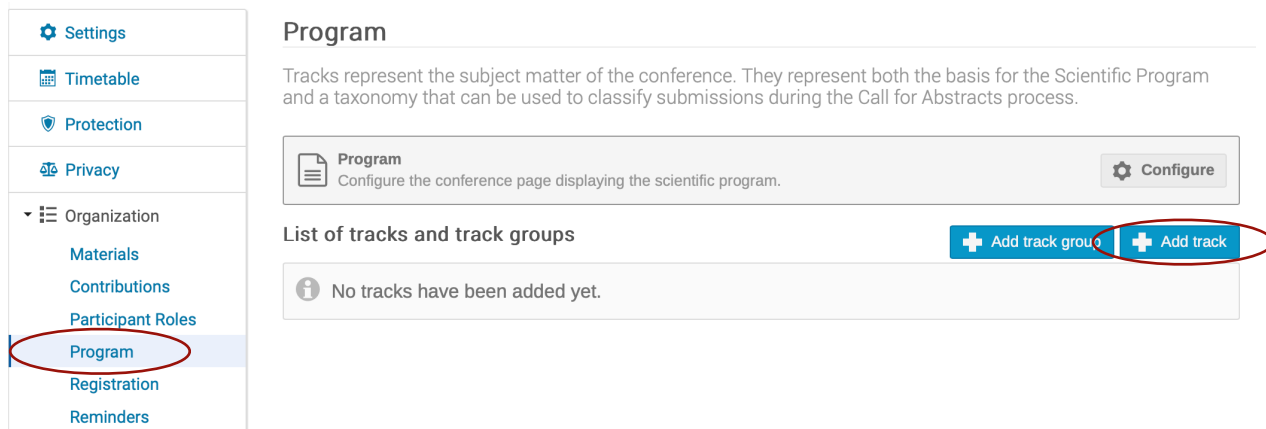 Settings
Timetable
Protection
Privacy
Organization
Materials
Contributions
Participant Roles
Program
Registration
Reminders
Program
Tracks represent the subject matter of the conference. They represent both the basis for the Scientific Program
and a taxonomy that can be used to classify submissions during the Call for Abstracts process.
Program
Configure the conference page displaying the scientific program.
Configure
List of tracks and track groups
Add track group
Add track
No tracks have been added yet.